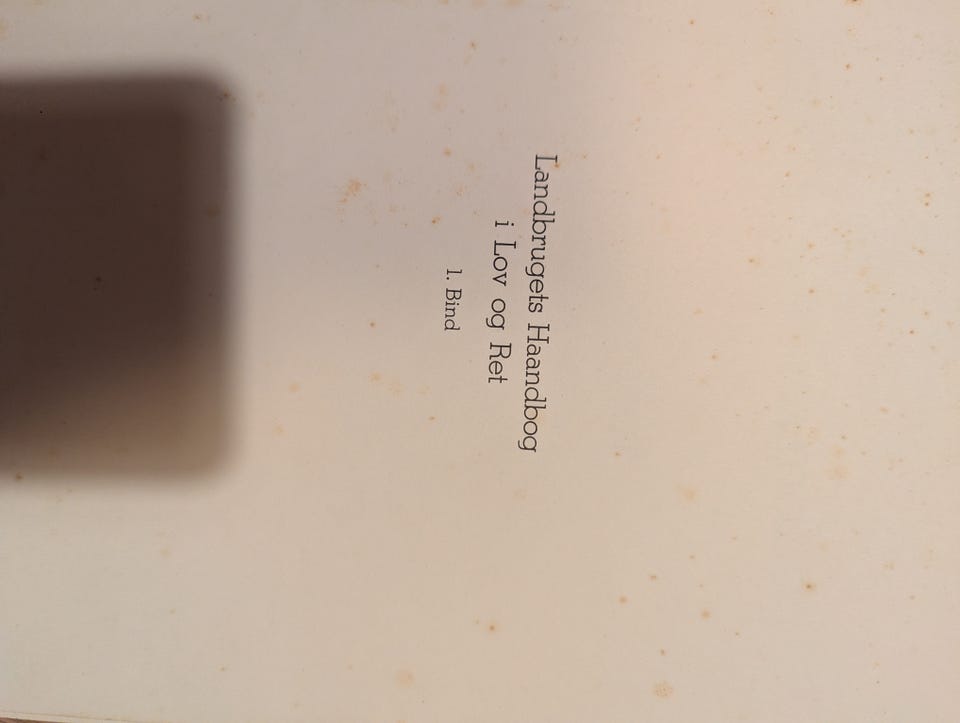 Landbrugets Haandbog
i Lov og Ret
1. Bind